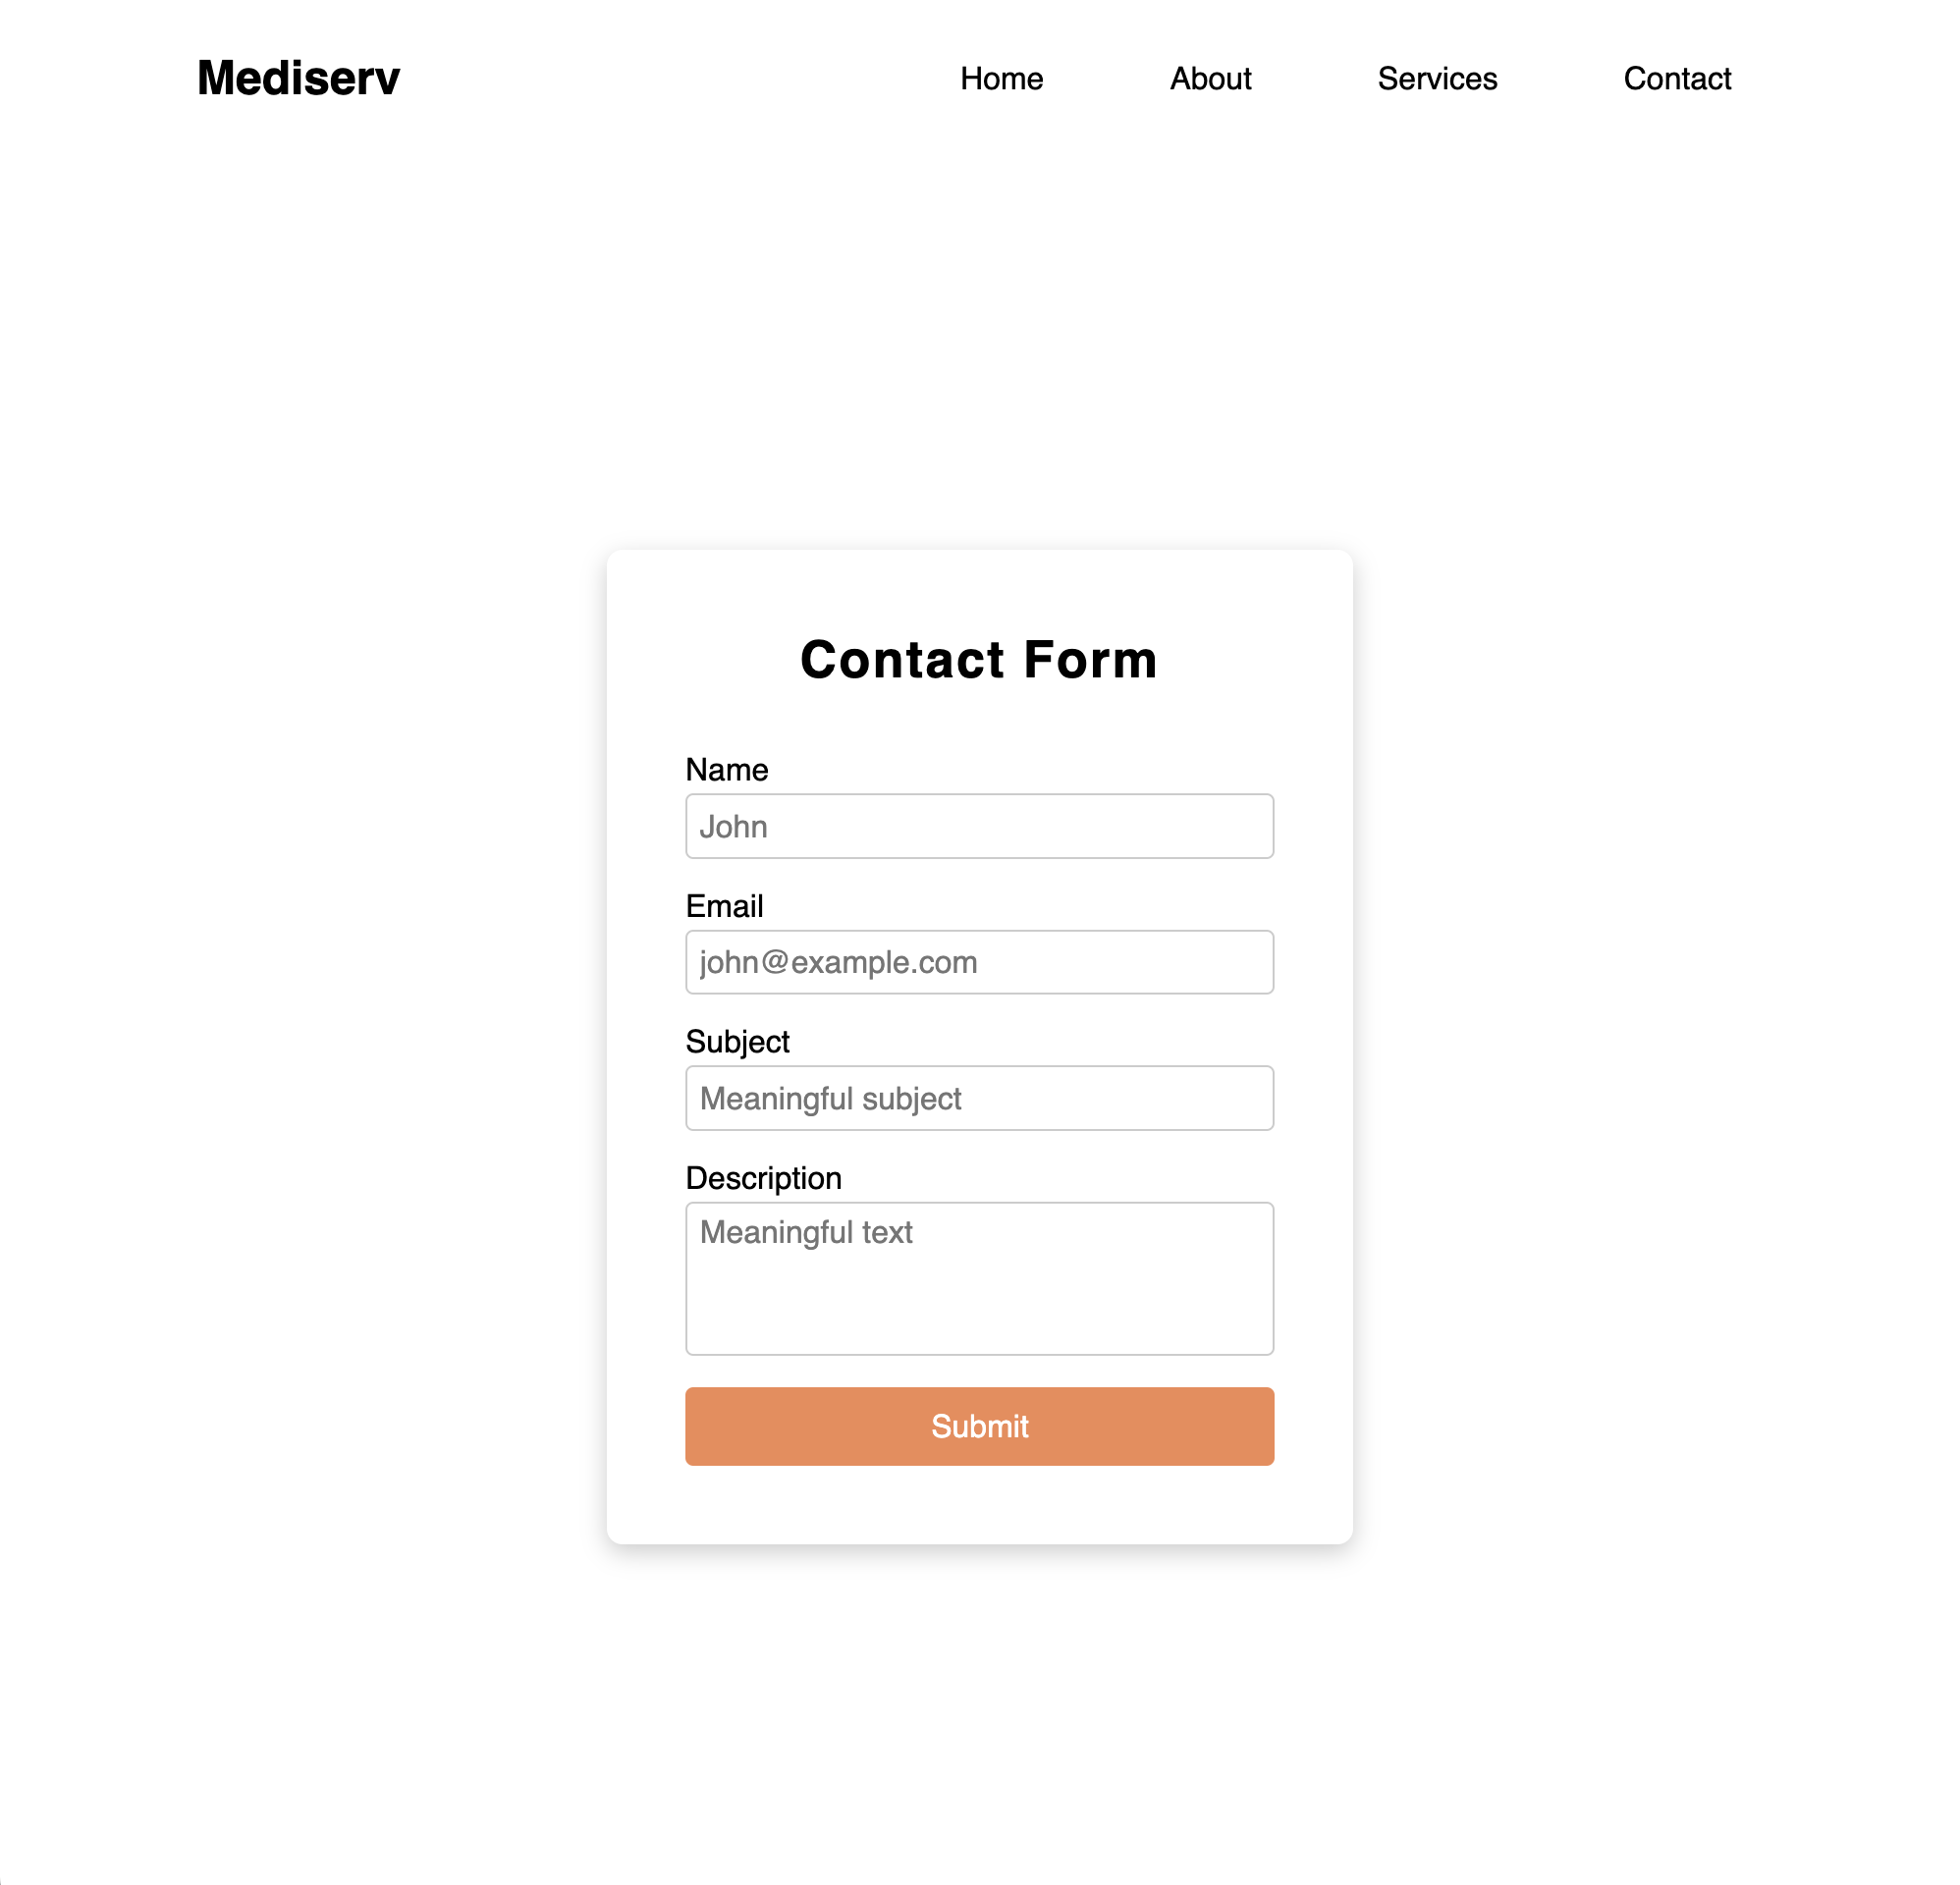 Mediserv Home About Services Contact
Contact Form
Name
John
Email
john@example.com
Subject
Meaningful subject
Description
Meaningful text
Submit